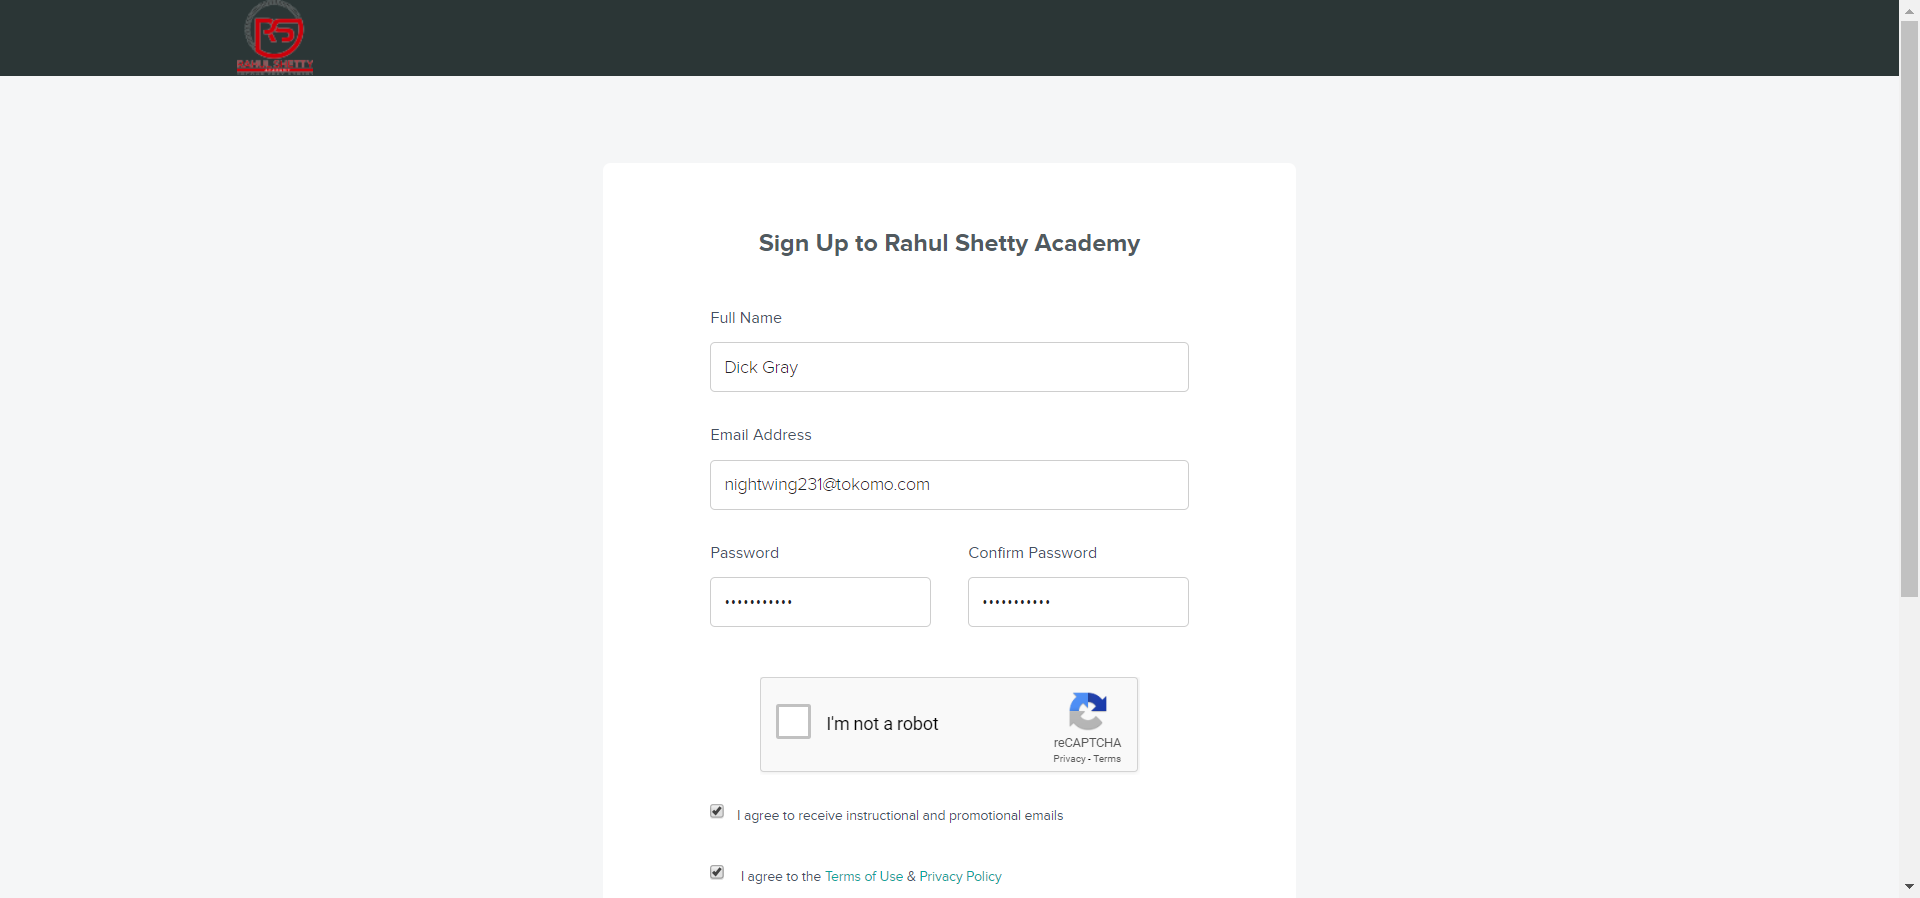 RAHUL SHETTY
ACADEMY
Sign Up to Rahul Shetty Academy
Full Name
Dick Gray
Email Address
nightwing231@tokomo.com
Password
Confirm Password
•••••••••••
•••••••••••
I'm not a robot
reCAPTCHA
Privacy - Terms
I agree to receive instructional and promotional emails
I agree to the Terms of Use & Privacy Policy